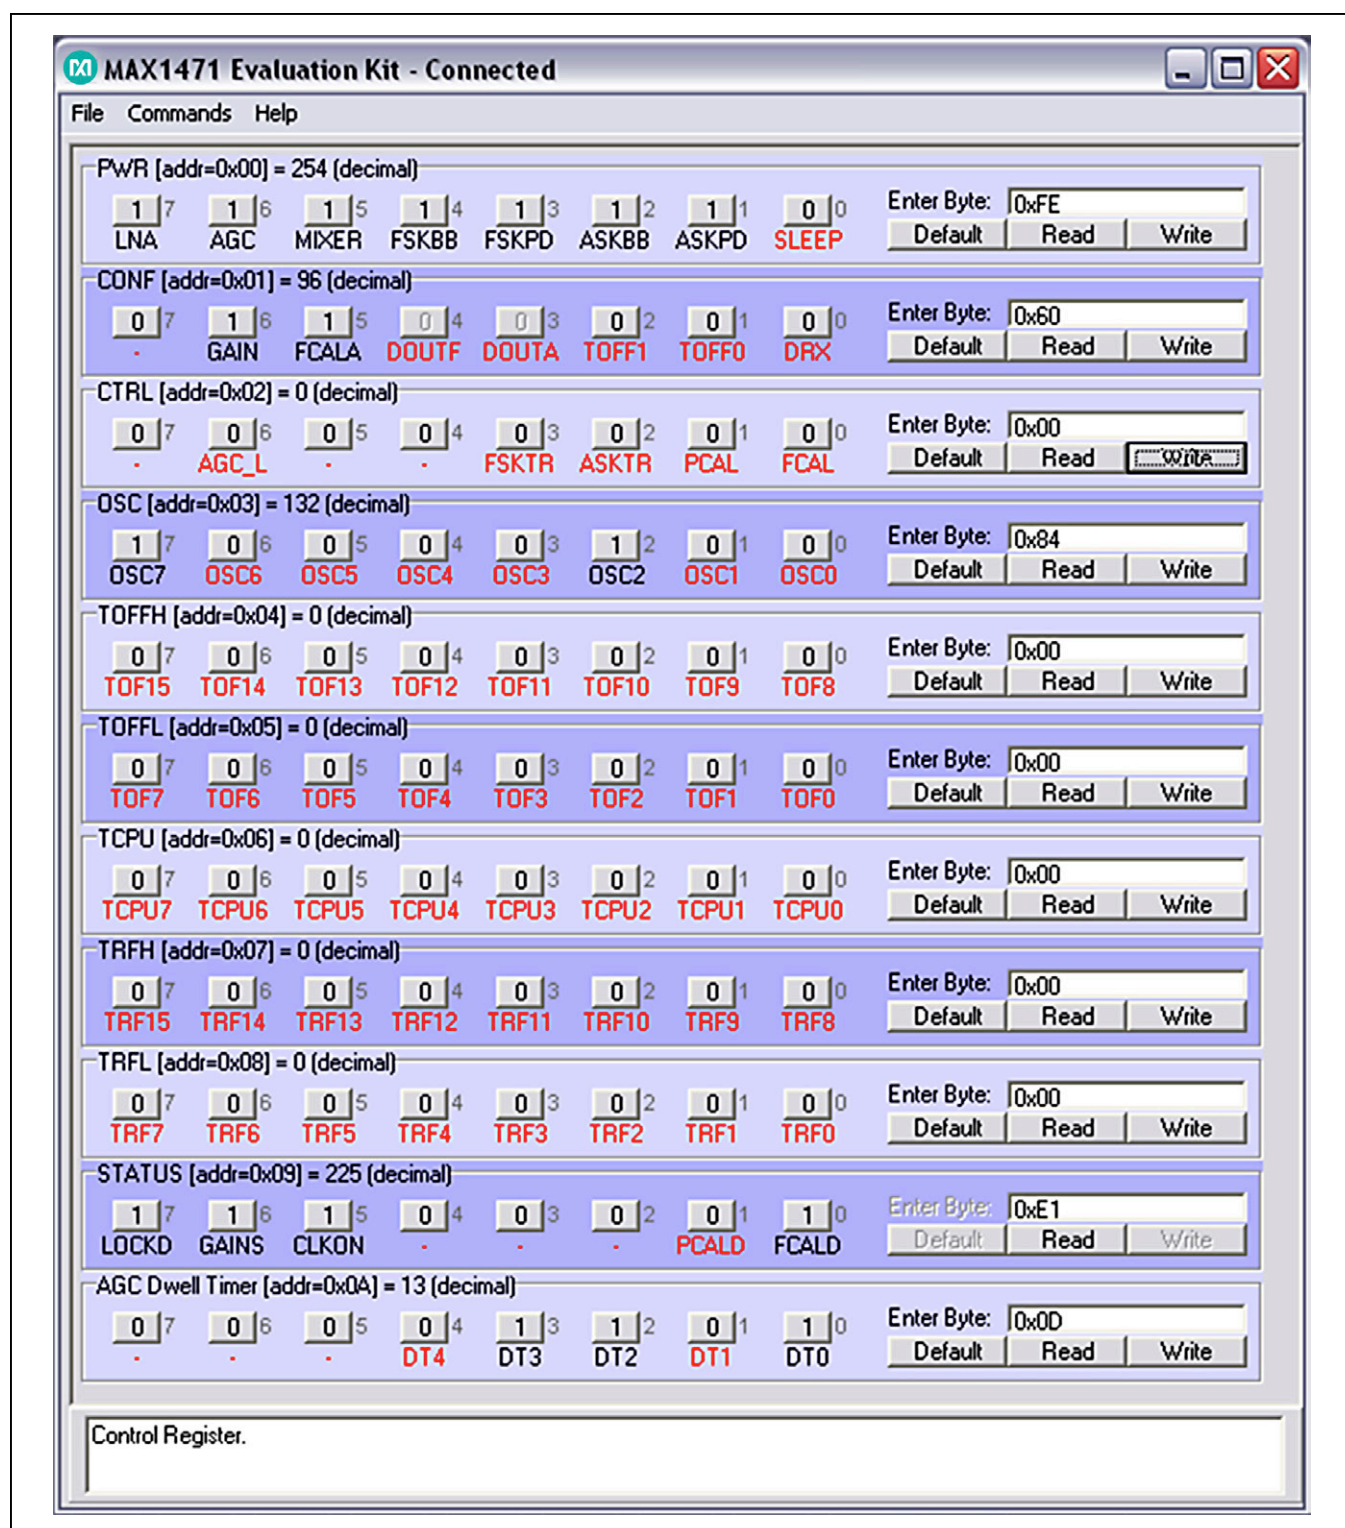 MAX1471 Evaluation Kit - Connected
File Commands Help
PWR [addr=0x00] = 254 (decimal)
1 7 1 6 1 5 1 4 1 3 1 2 1 1 0 0 Enter Byte: 0xFE
LNA AGC MIXER FSKBB FSKPD ASKBB ASKPD SLEEP Default Read Write
CONF [addr=0x01] = 96 (decimal)
0 7 1 6 1 5 0 4 0 3 0 2 0 1 0 0 Enter Byte: 0x60
- GAIN FCALA DOUTF DOUTA TOFF1 TOFF0 DRX Default Read Write
CTRL [addr=0x02] = 0 (decimal)
0 7 0 6 0 5 0 4 0 3 0 2 0 1 0 0 Enter Byte: 0x00
- AGC_L - - FSKTR ASKTR PCAL FCAL Default Read Write
OSC [addr=0x03] = 132 (decimal)
1 7 0 6 0 5 0 4 0 3 1 2 0 1 0 0 Enter Byte: 0x84
OSC7 OSC6 OSC5 OSC4 OSC3 OSC2 OSC1 OSC0 Default Read Write
TOFFH [addr=0x04] = 0 (decimal)
0 7 0 6 0 5 0 4 0 3 0 2 0 1 0 0 Enter Byte: 0x00
TOF15 TOF14 TOF13 TOF12 TOF11 TOF10 TOF9 TOF8 Default Read Write
TOFFL [addr=0x05] = 0 (decimal)
0 7 0 6 0 5 0 4 0 3 0 2 0 1 0 0 Enter Byte: 0x00
TOF7 TOF6 TOF5 TOF4 TOF3 TOF2 TOF1 TOF0 Default Read Write
TCPU [addr=0x06] = 0 (decimal)
0 7 0 6 0 5 0 4 0 3 0 2 0 1 0 0 Enter Byte: 0x00
TCPU7 TCPU6 TCPU5 TCPU4 TCPU3 TCPU2 TCPU1 TCPU0 Default Read Write
TRFH [addr=0x07] = 0 (decimal)
0 7 0 6 0 5 0 4 0 3 0 2 0 1 0 0 Enter Byte: 0x00
TRF15 TRF14 TRF13 TRF12 TRF11 TRF10 TRF9 TRF8 Default Read Write
TRFL [addr=0x08] = 0 (decimal)
0 7 0 6 0 5 0 4 0 3 0 2 0 1 0 0 Enter Byte: 0x00
TRF7 TRF6 TRF5 TRF4 TRF3 TRF2 TRF1 TRF0 Default Read Write
STATUS [addr=0x09] = 225 (decimal)
1 7 1 6 1 5 0 4 0 3 0 2 0 1 1 0 Enter Byte: 0xE1
LOCKD GAINS CLKON - - - PCALD FCALD Default Read Write
AGC Dwell Timer [addr=0x0A] = 13 (decimal)
0 7 0 6 0 5 0 4 1 3 1 2 0 1 1 0 Enter Byte: 0x0D
- - - DT4 DT3 DT2 DT1 DT0 Default Read Write
Control Register.